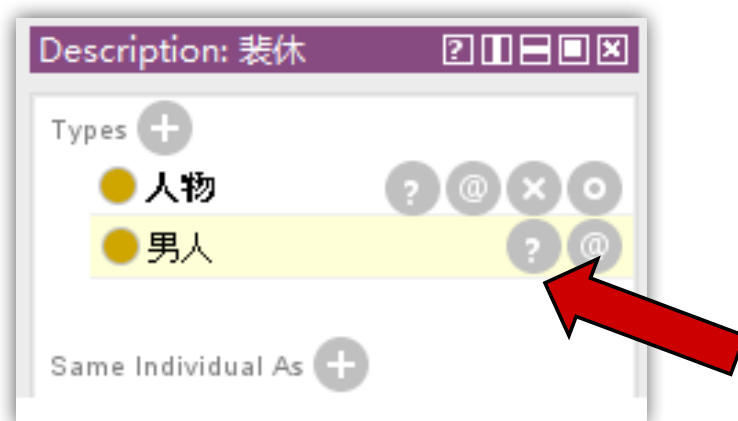 Description: 裴休
Types
人物
男人
Same Individual As